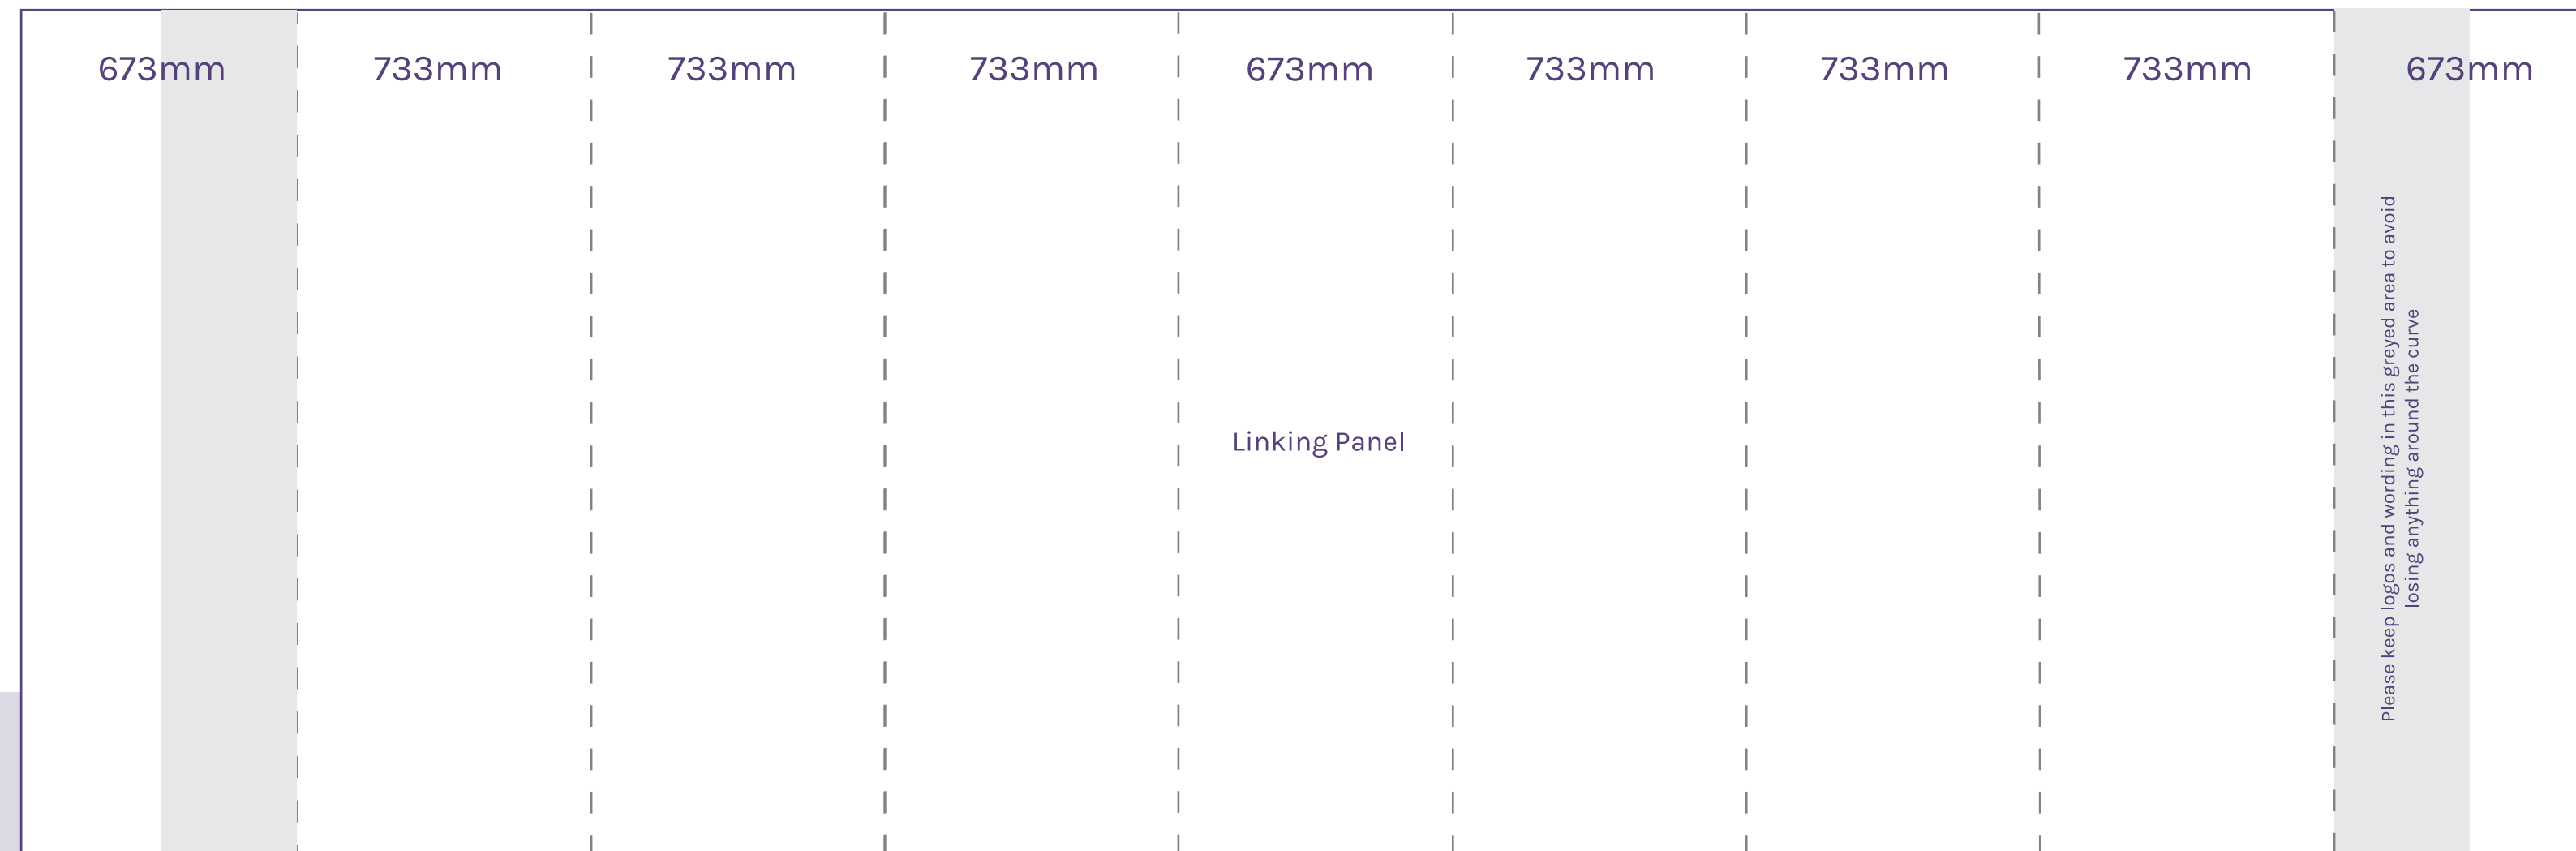 673mm
733mm
733mm
733mm
673mm
733mm
733mm
733mm
673mm
Linking Panel
Please keep logos and wording in this greyed area to avoid
losing anything around the curve